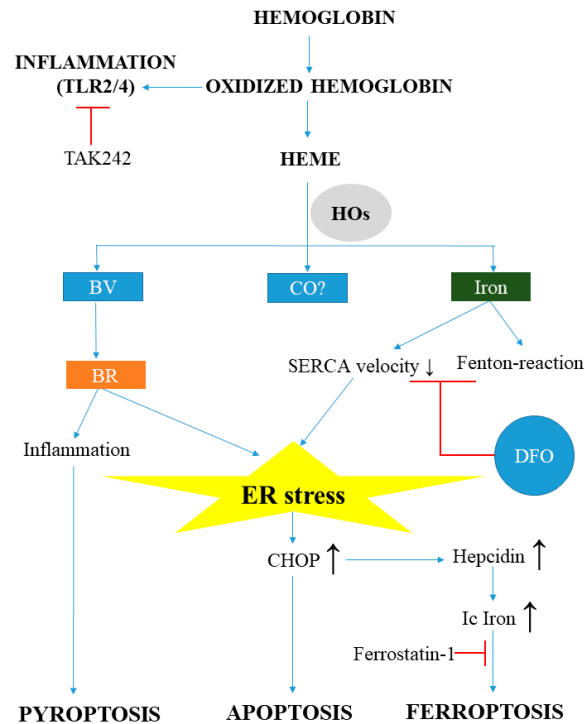 HEMOGLOBIN
INFLAMMATION
(TLR2/4)
OXIDIZED HEMOGLOBIN
TAK242
HEME
HOs
BV
CO?
Iron
BR
SERCA velocity ↓
Fenton-reaction
Inflammation
DFO
ER stress
CHOP ↑
Hepcidin ↑
Ic Iron ↑
Ferrostatin-1
PYROPTOSIS
APOPTOSIS
FERROPTOSIS